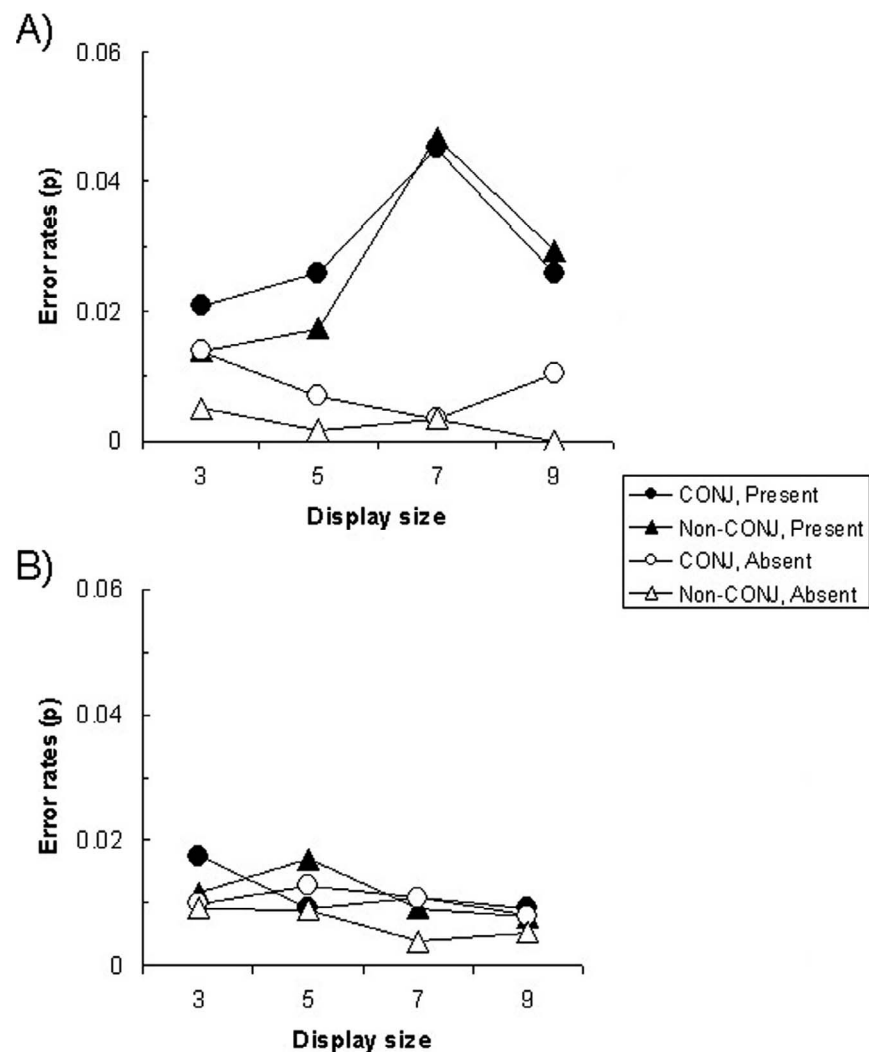 A)
0.06
0.04
0.02
0
Error rates (p)
3 5 7 9
Display size
CONJ, Present
Non-CONJ, Present
CONJ, Absent
Non-CONJ, Absent
B)
0.06
0.04
0.02
0
Error rates (p)
3 5 7 9
Display size